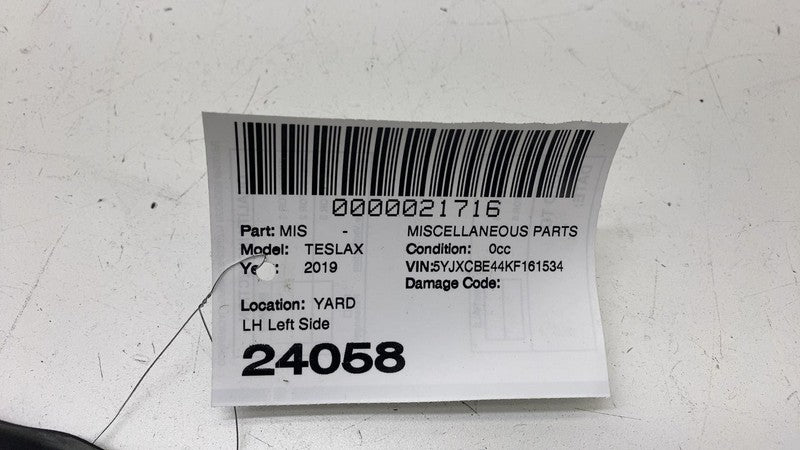 0000021716
Part: MIS - MISCELLANEOUS PARTS
Model: TESLAX Condition: 0cc
2019 VIN:5YJXCBE44KF161534
Damage Code:
Location: YARD
LH Left Side
24058